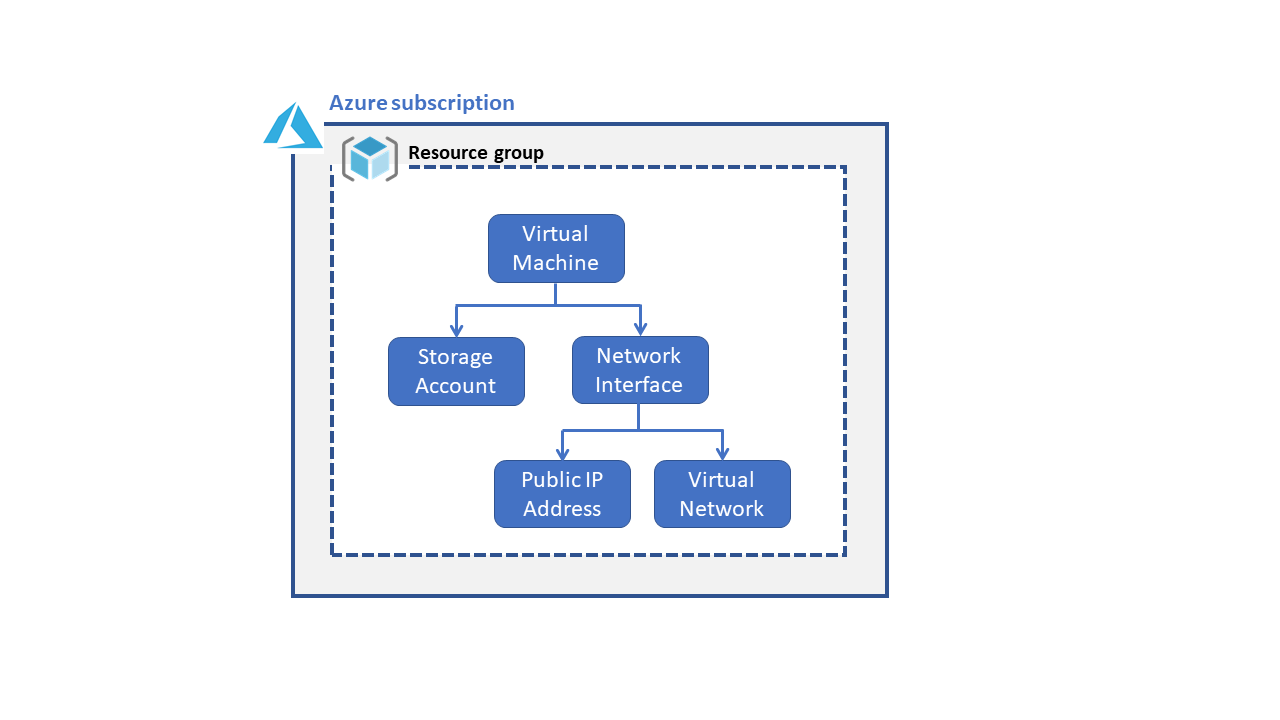 Azure subscription
Resource group
Virtual
Machine
Storage
Account
Network
Interface
Public IP
Address
Virtual
Network